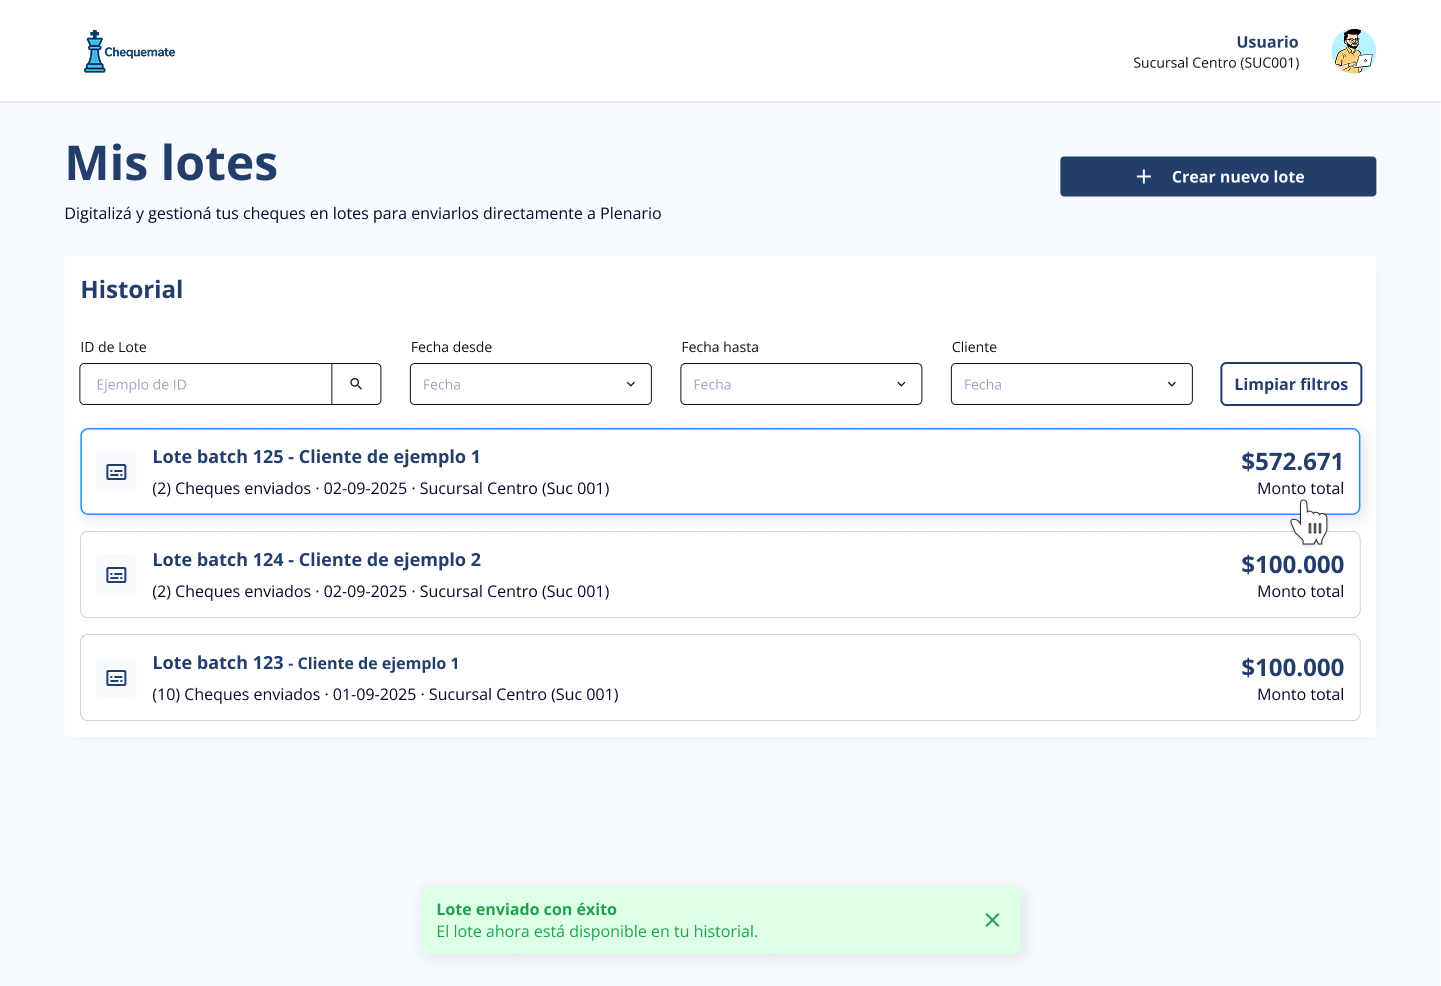 Chequemate
Usuario
Sucursal Centro (SUC001)
Mis lotes
Digitalizá y gestioná tus cheques en lotes para enviarlos directamente a Plenario
Crear nuevo lote
Historial
ID de Lote
Ejemplo de ID
Fecha desde
Fecha
Fecha hasta
Fecha
Cliente
Fecha
Limpiar filtros
Lote batch 125 - Cliente de ejemplo 1
(2) Cheques enviados · 02-09-2025 · Sucursal Centro (Suc 001)
$572.671
Monto total
Lote batch 124 - Cliente de ejemplo 2
(2) Cheques enviados · 02-09-2025 · Sucursal Centro (Suc 001)
$100.000
Monto total
Lote batch 123 - Cliente de ejemplo 1
(10) Cheques enviados · 01-09-2025 · Sucursal Centro (Suc 001)
$100.000
Monto total
Lote enviado con éxito
El lote ahora está disponible en tu historial.